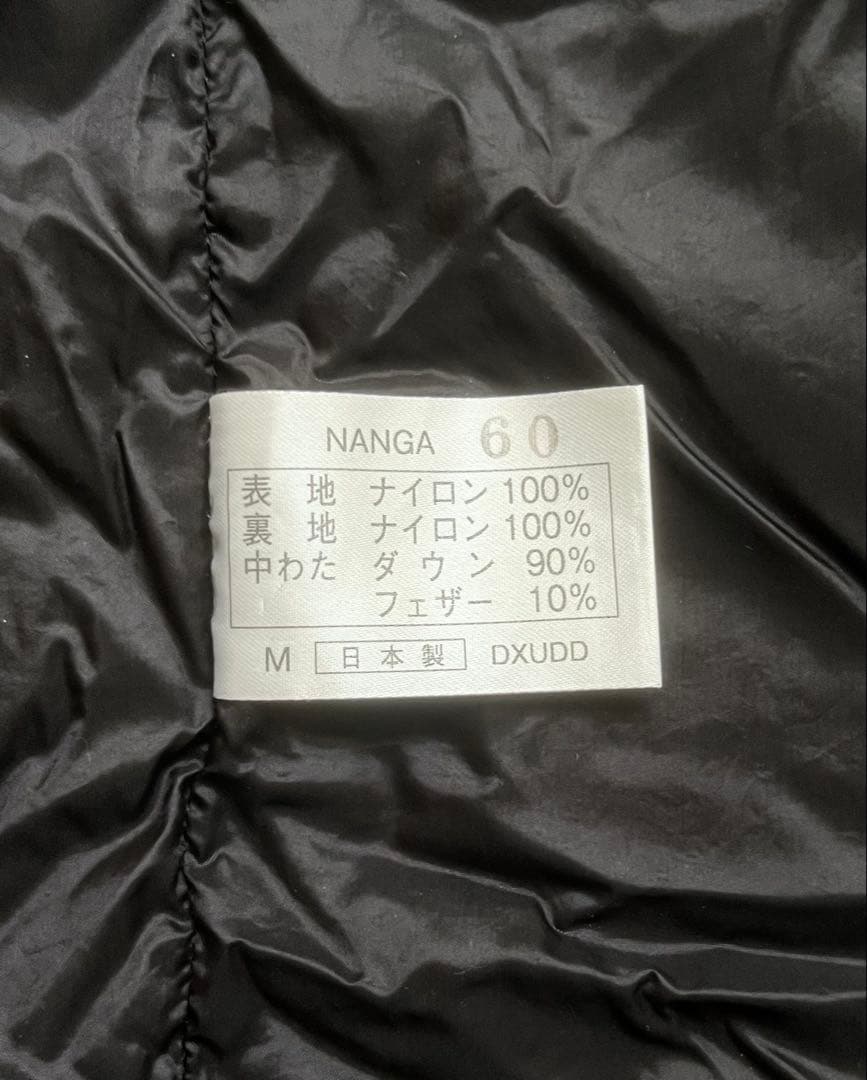 NANGA 60
表地 ナイロン 100%
裏地 ナイロン 100%
中わた ダウン 90%
フェザー 10%
M 日本製 DXUDD